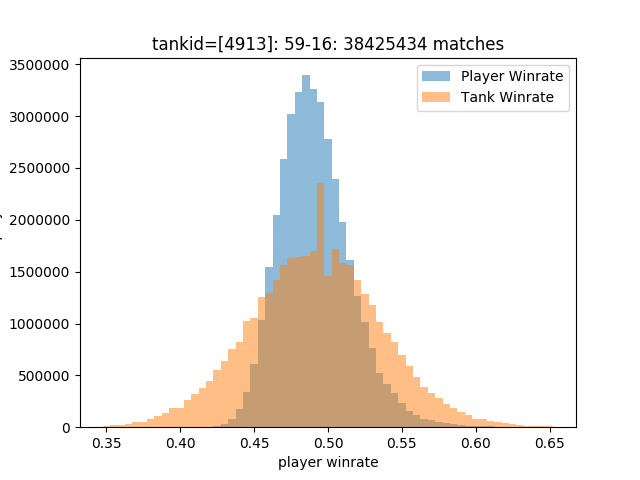 tankid=[4913]: 59-16: 38425434 matches
Player Winrate
Tank Winrate
3500000
3000000
2500000
2000000
1500000
1000000
500000
0
0.35 0.40 0.45 0.50 0.55 0.60 0.65
player winrate